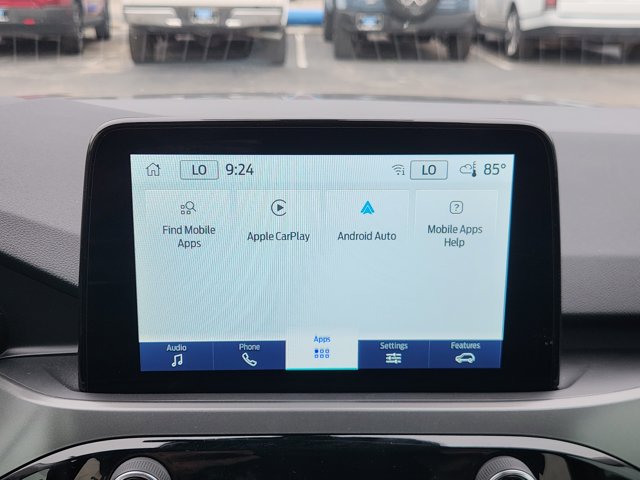 LO 9:24 LO 85°
Find Mobile
Apps
Apple CarPlay
Android Auto
Mobile Apps
Help
Audio Phone Apps Settings Features